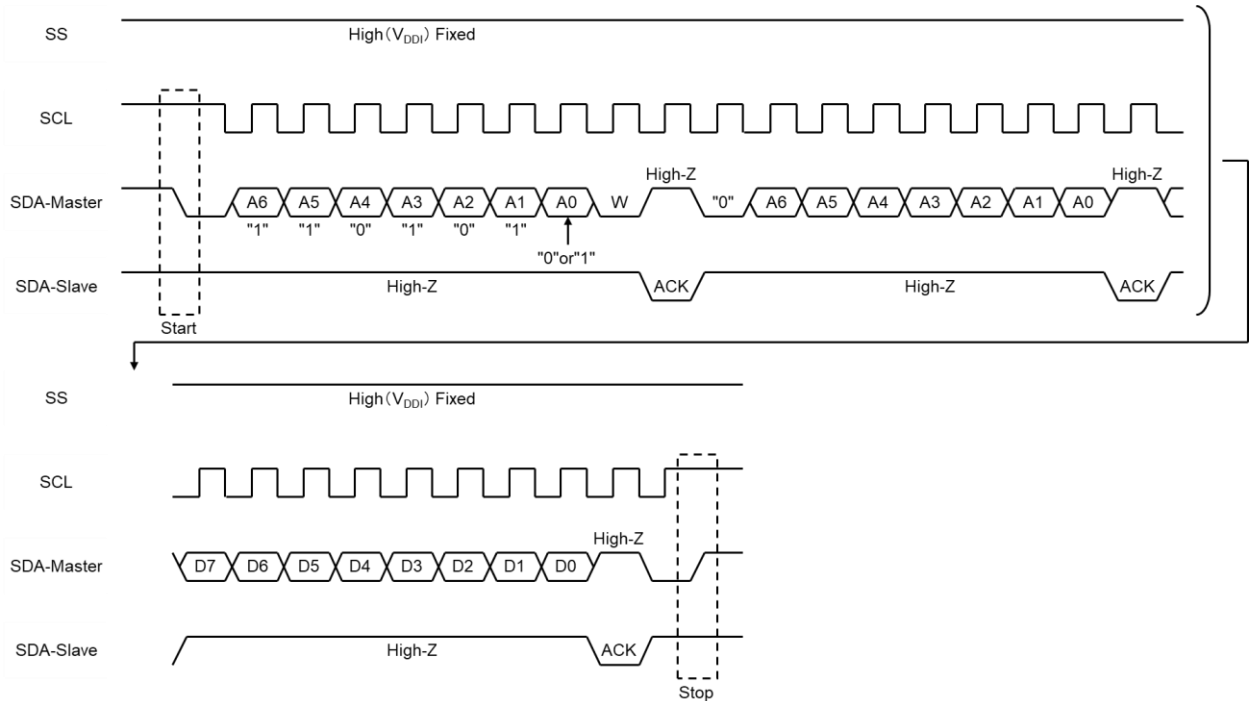 SS
High(VDDI) Fixed
SCL
High-Z High-Z
SDA-Master A6 A5 A4 A3 A2 A1 A0 W "0" A6 A5 A4 A3 A2 A1 A0
"1" "1" "0" "1" "0" "1"
"0"or"1"
SDA-Slave High-Z ACK High-Z ACK
Start
SS
High(VDDI) Fixed
SCL
High-Z
SDA-Master D7 D6 D5 D4 D3 D2 D1 D0
SDA-Slave High-Z ACK
Stop